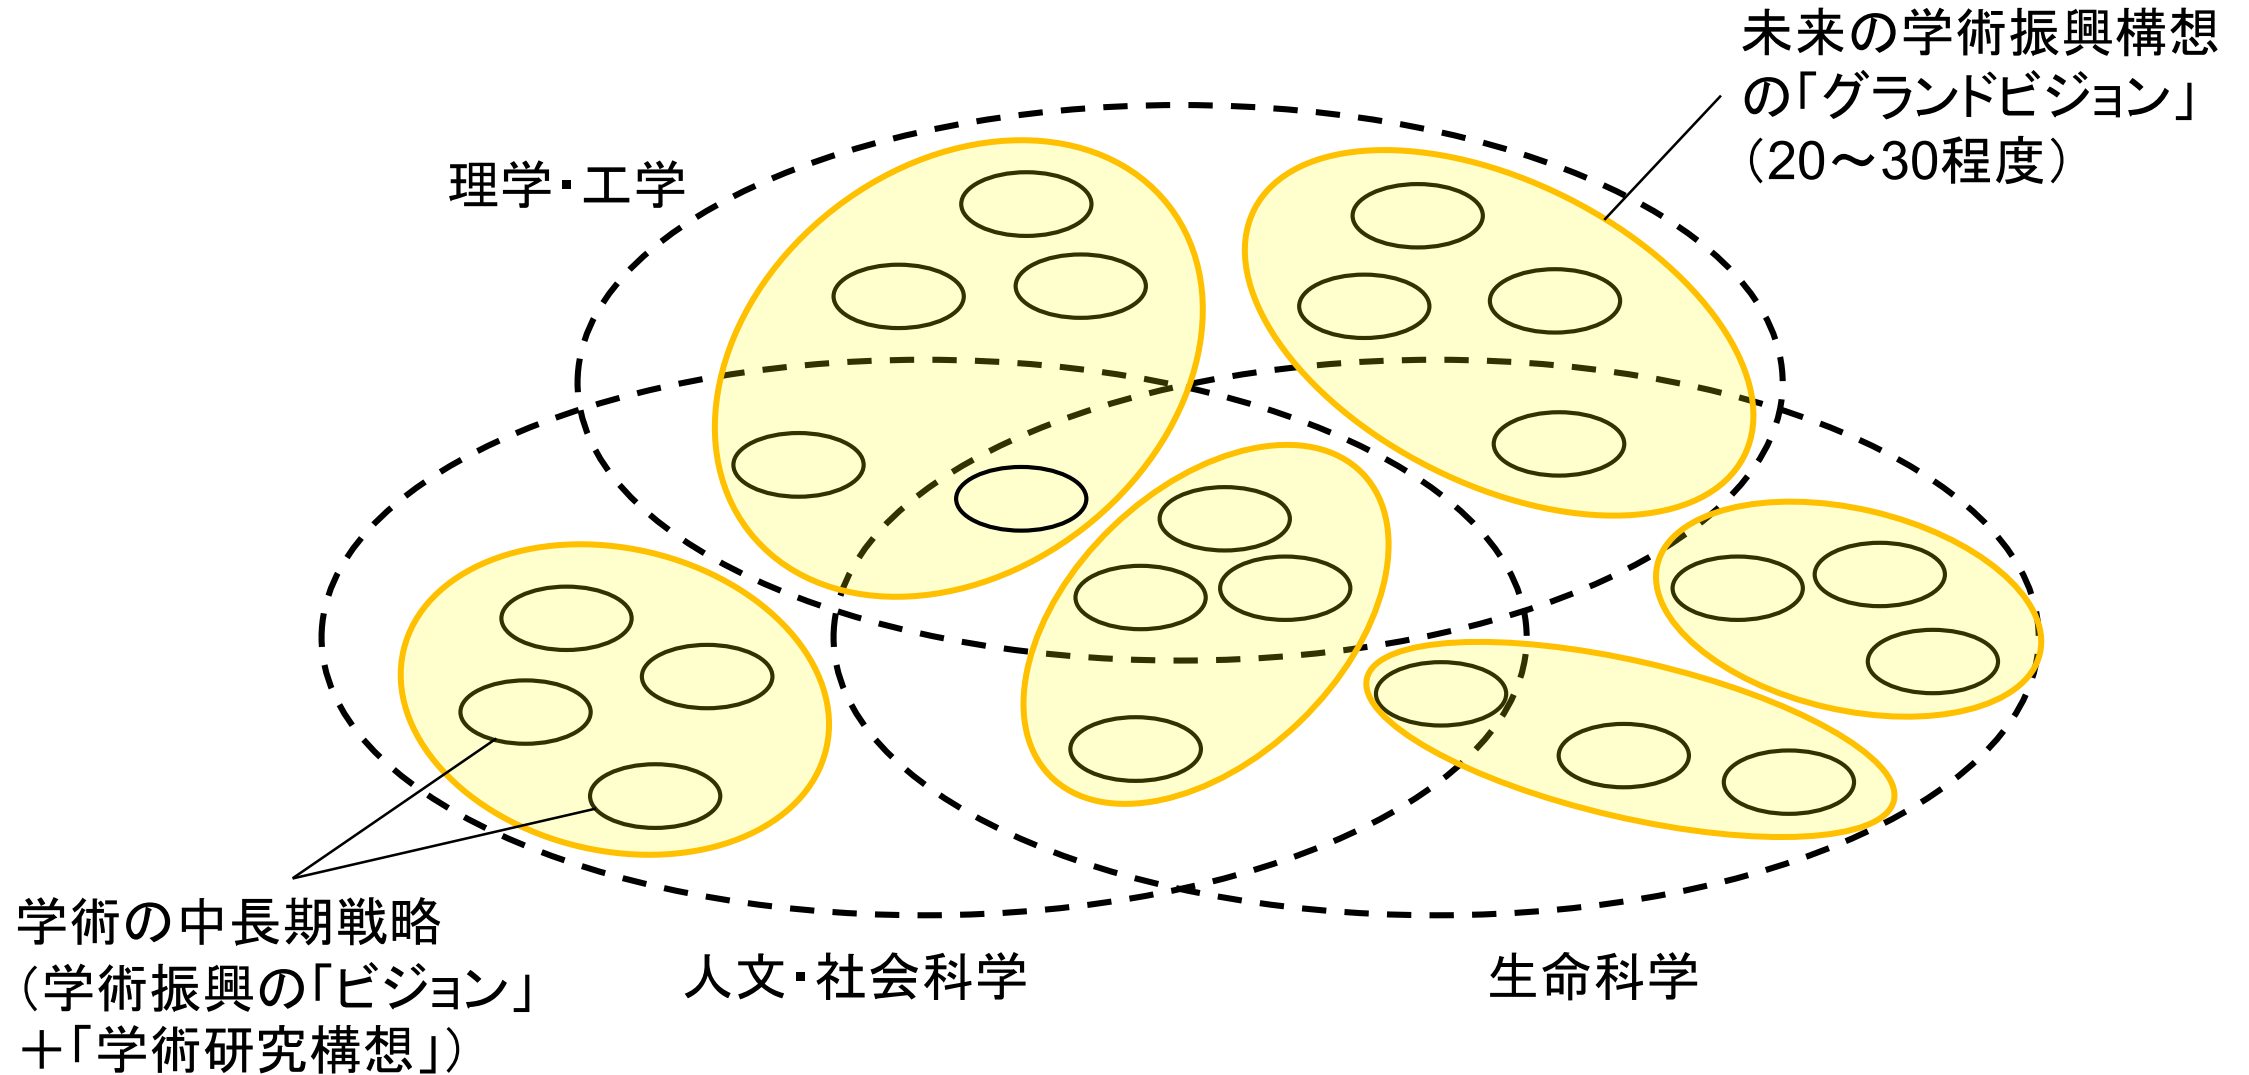 未来の学術振興構想
の「グランドビジョン」
（20～30程度）
理学・工学
学術の中長期戦略
（学術振興の「ビジョン」
＋「学術研究構想」）
人文・社会科学
生命科学